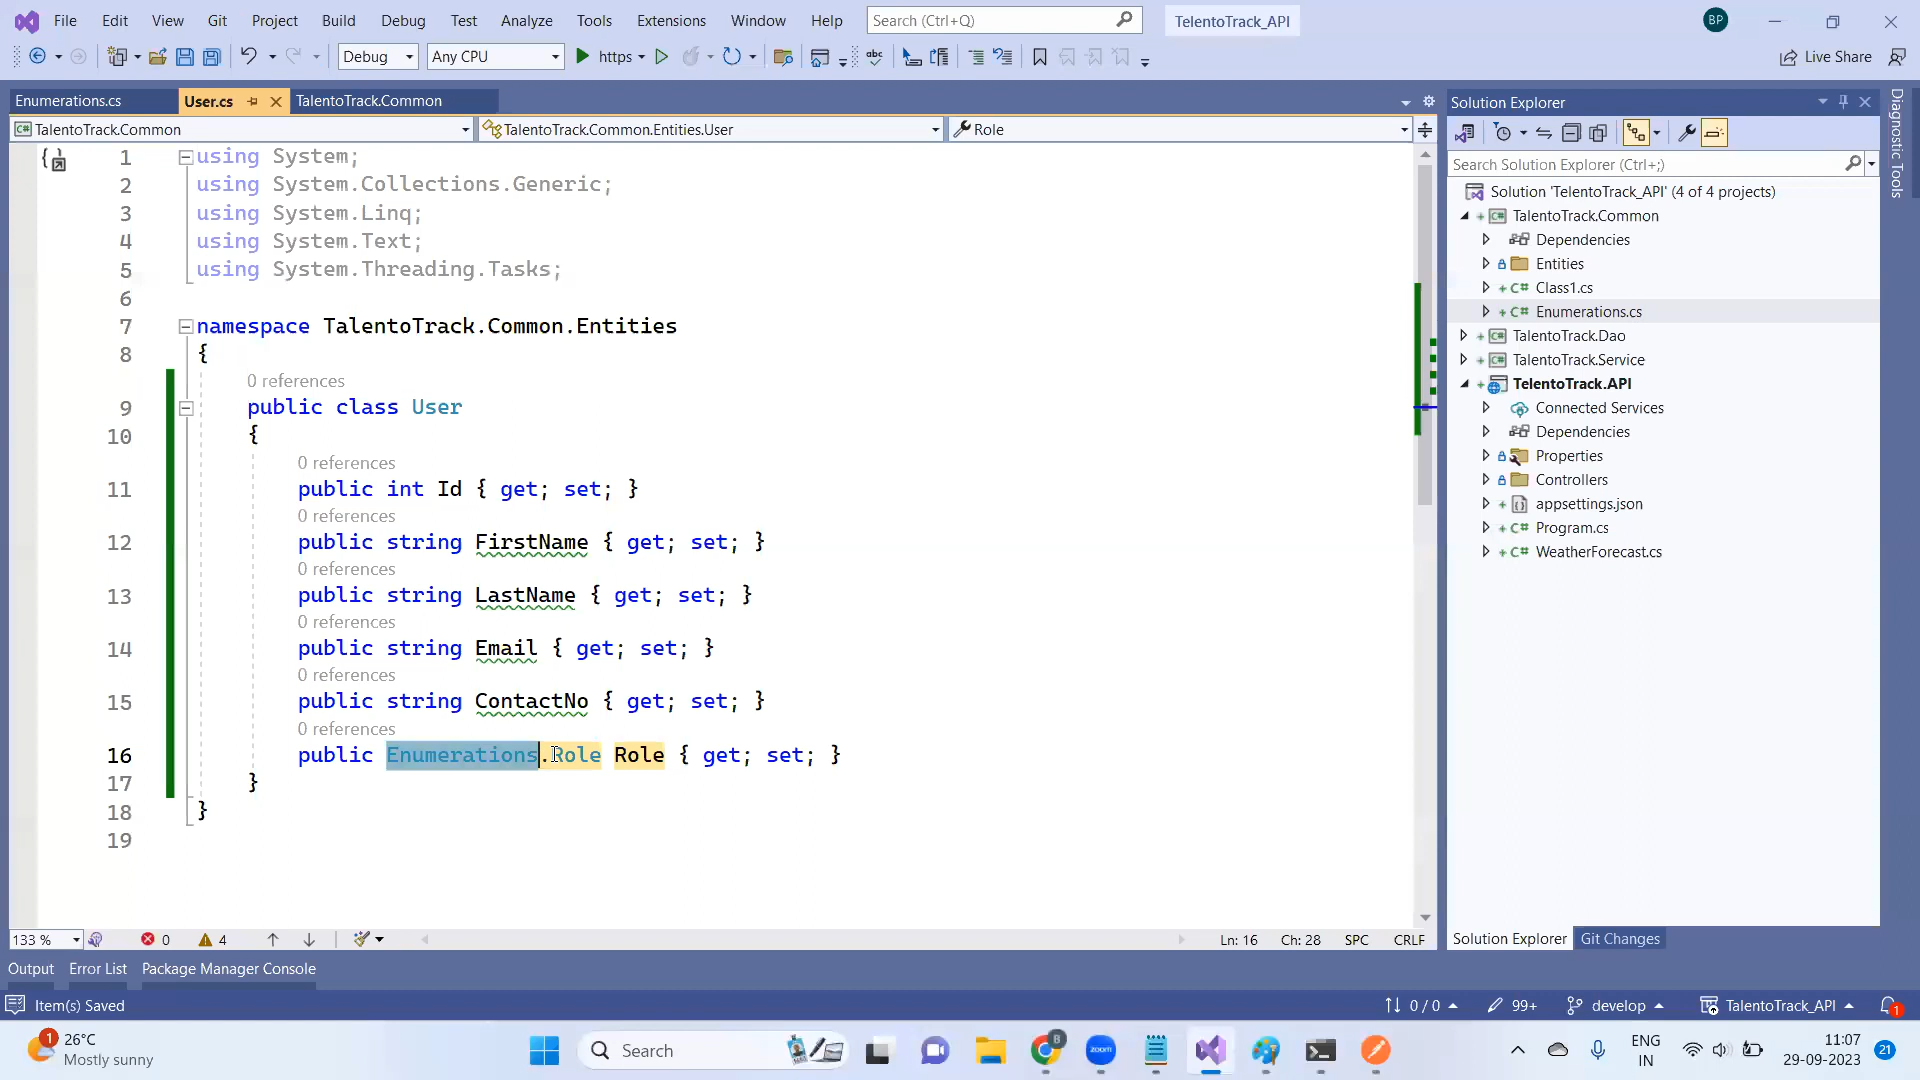 File Edit View Git Project Build Debug Test Analyze Tools Extensions Window Help Search (Ctrl+Q) TelentoTrack_API BP
Debug Any CPU https Live Share
Enumerations.cs User.cs TalentoTrack.Common
TalentoTrack.Common TalentoTrack.Common.Entities.User Role
1 using System;
2 using System.Collections.Generic;
3 using System.Linq;
4 using System.Text;
5 using System.Threading.Tasks;
6
7 namespace TalentoTrack.Common.Entities
8 {
0 references
9 public class User
10 {
0 references
11 public int Id { get; set; }
0 references
12 public string FirstName { get; set; }
0 references
13 public string LastName { get; set; }
0 references
14 public string Email { get; set; }
0 references
15 public string ContactNo { get; set; }
0 references
16 public Enumerations.Role Role { get; set; }
17 }
18 }
19
133 % 0 4 Ln: 16 Ch: 28 SPC CRLF
Solution Explorer
Search Solution Explorer (Ctrl+;)
Solution 'TelentoTrack_API' (4 of 4 projects)
TalentoTrack.Common
Dependencies
Entities
C# Class1.cs
C# Enumerations.cs
TalentoTrack.Dao
TalentoTrack.Service
TelentoTrack.API
Connected Services
Dependencies
Properties
Controllers
appsettings.json
C# Program.cs
C# WeatherForecast.cs
Solution Explorer Git Changes
Diagnostic Tools
Output Error List Package Manager Console
Item(s) Saved 0 / 0 99+ develop TalentoTrack_API 1
1 26°C
Mostly sunny
Search
zoom
ENG
IN
11:07
29-09-2023
21